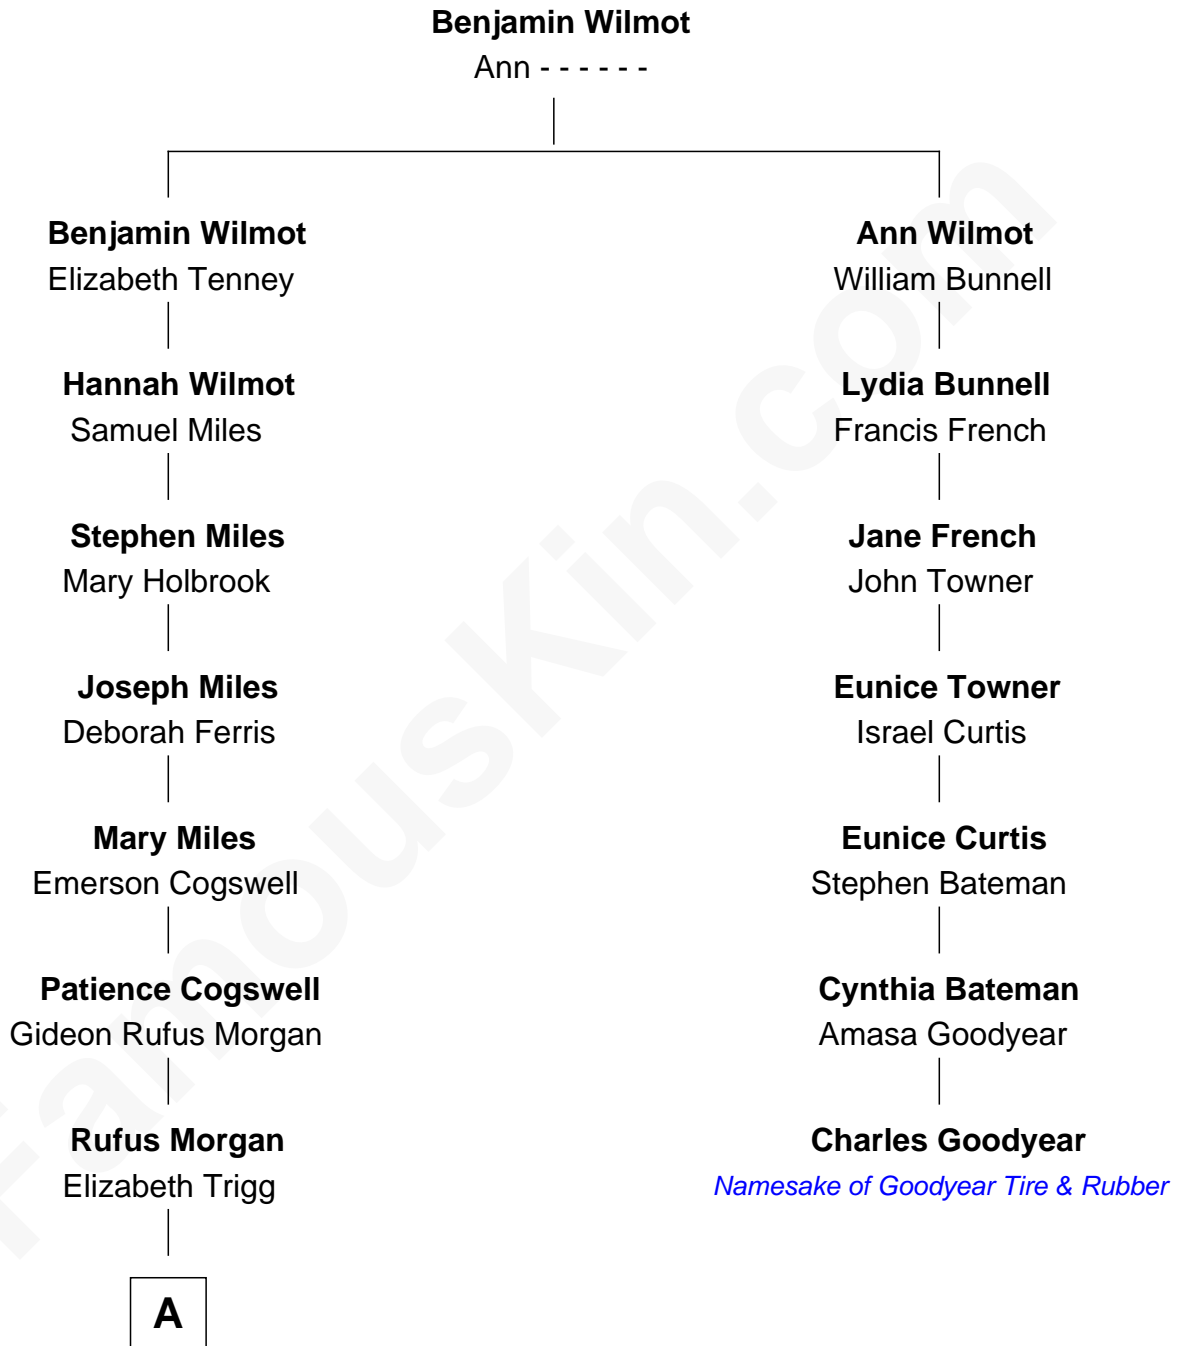 Benjamin Wilmot
Ann - - - - - -
Benjamin Wilmot
Elizabeth Tenney
Hannah Wilmot
Samuel Miles
Stephen Miles
Mary Holbrook
Joseph Miles
Deborah Ferris
Mary Miles
Emerson Cogswell
Patience Cogswell
Gideon Rufus Morgan
Rufus Morgan
Elizabeth Trigg
A
Ann Wilmot
William Bunnell
Lydia Bunnell
Francis French
Jane French
John Towner
Eunice Towner
Israel Curtis
Eunice Curtis
Stephen Bateman
Cynthia Bateman
Amasa Goodyear
Charles Goodyear
Namesake of Goodyear Tire & Rubber
FamousKin.com